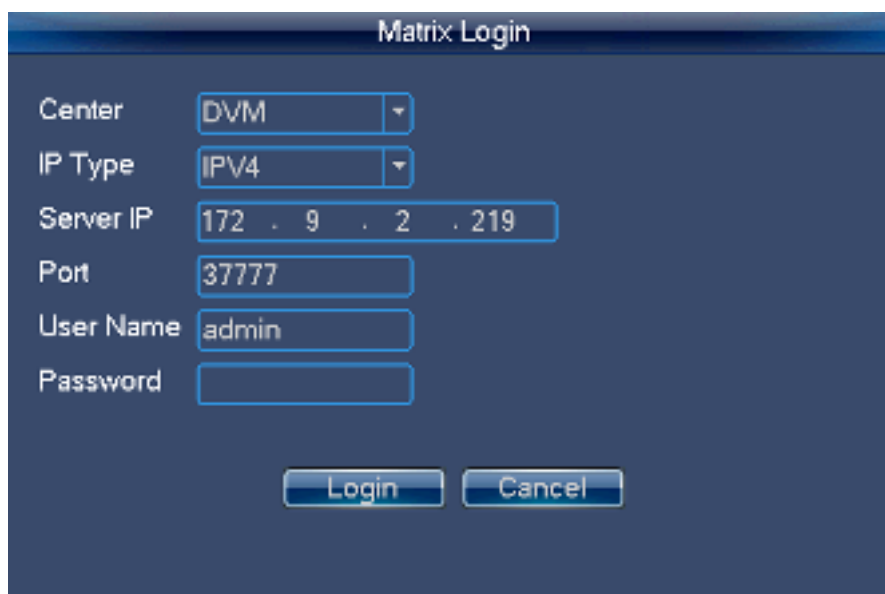 Matrix Login
Center DVM
IP Type IPV4
Server IP 172 . 9 . 2 . 219
Port 37777
User Name admin
Password
Login Cancel